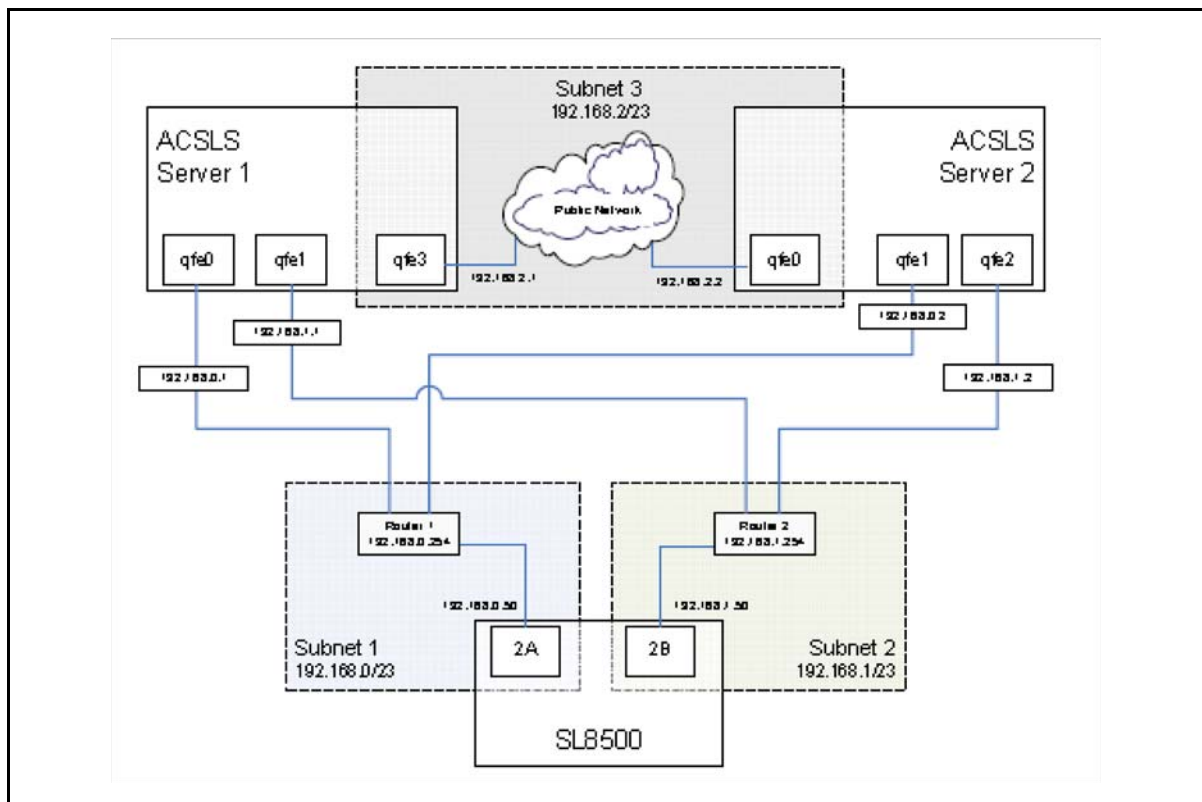 Subnet 3
192.168.2/23
ACSLS
Server 1
ACSLS
Server 2
Public Network
qfe0
qfe1
qfe3
qfe0
qfe1
qfe2
192.168.2.1
192.168.2.2
192.168.1.1
192.168.0.2
192.168.0.1
192.168.1.2
Router 1
192.168.0.254
Router 2
192.168.1.254
192.168.0.50
192.168.1.50
Subnet 1
192.168.0/23
2A
2B
Subnet 2
192.168.1/23
SL8500